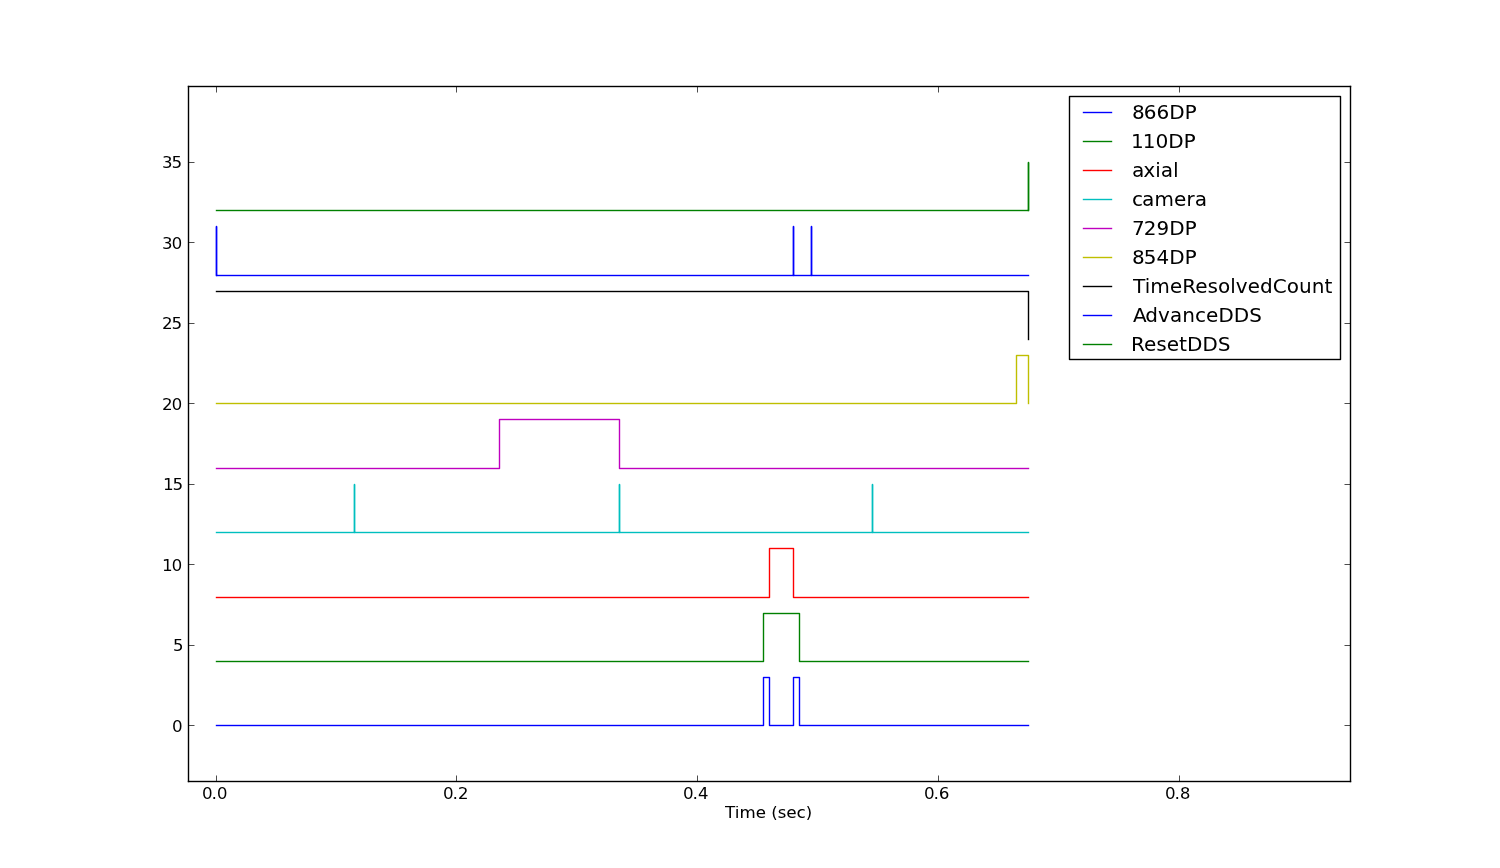 866DP
110DP
axial
camera
729DP
854DP
TimeResolvedCount
AdvanceDDS
ResetDDS
35
30
25
20
15
10
5
0
0.0 0.2 0.4 0.6 0.8
Time (sec)